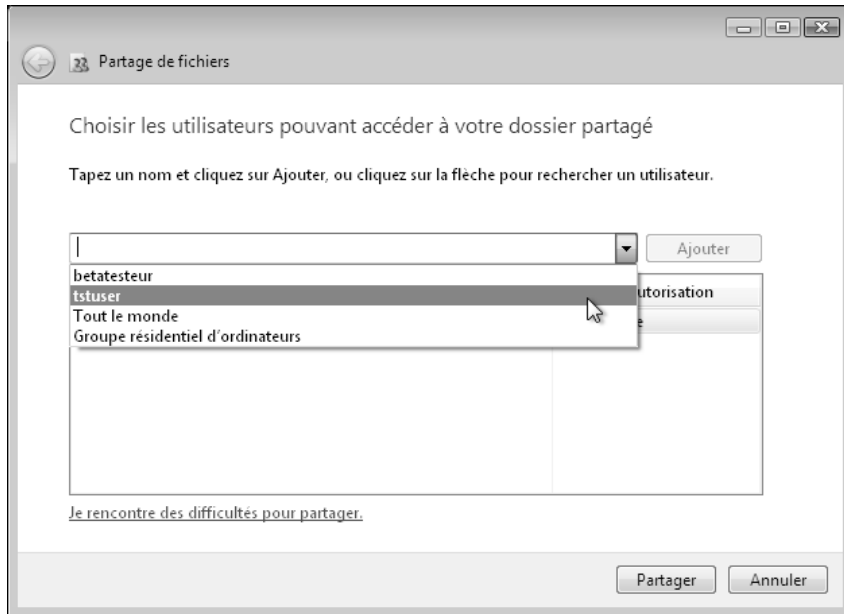 Partage de fichiers
Choisir les utilisateurs pouvant accéder à votre dossier partagé
Tapez un nom et cliquez sur Ajouter, ou cliquez sur la flèche pour rechercher un utilisateur.
Ajouter
betatesteur
tstuser
utorisation
Tout le monde
Groupe résidentiel d'ordinateurs
Je rencontre des difficultés pour partager.
Partager
Annuler